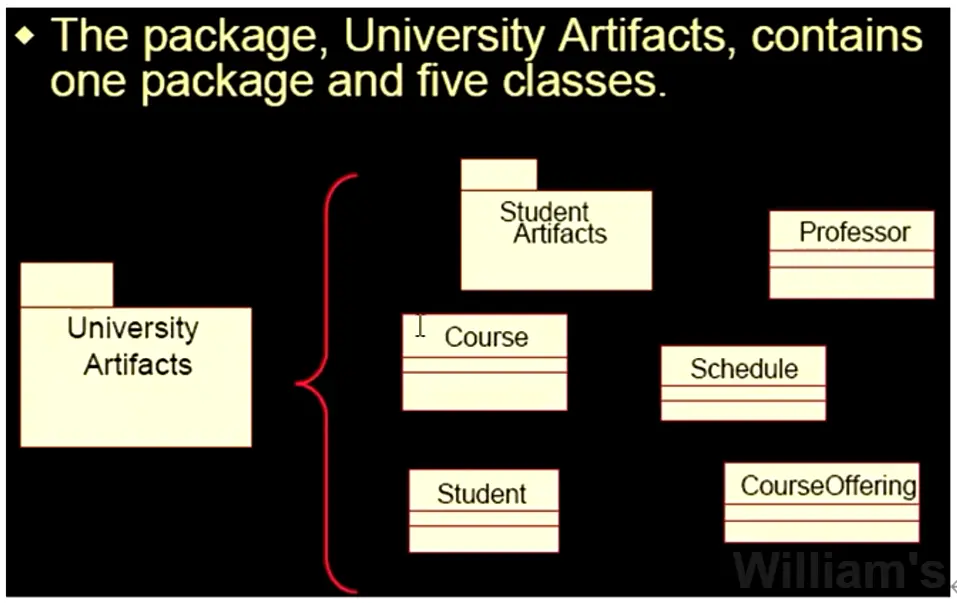 The package, University Artifacts, contains
one package and five classes.
Student
Artifacts
Professor
University
Artifacts
Course
Schedule
Student
CourseOffering
William's